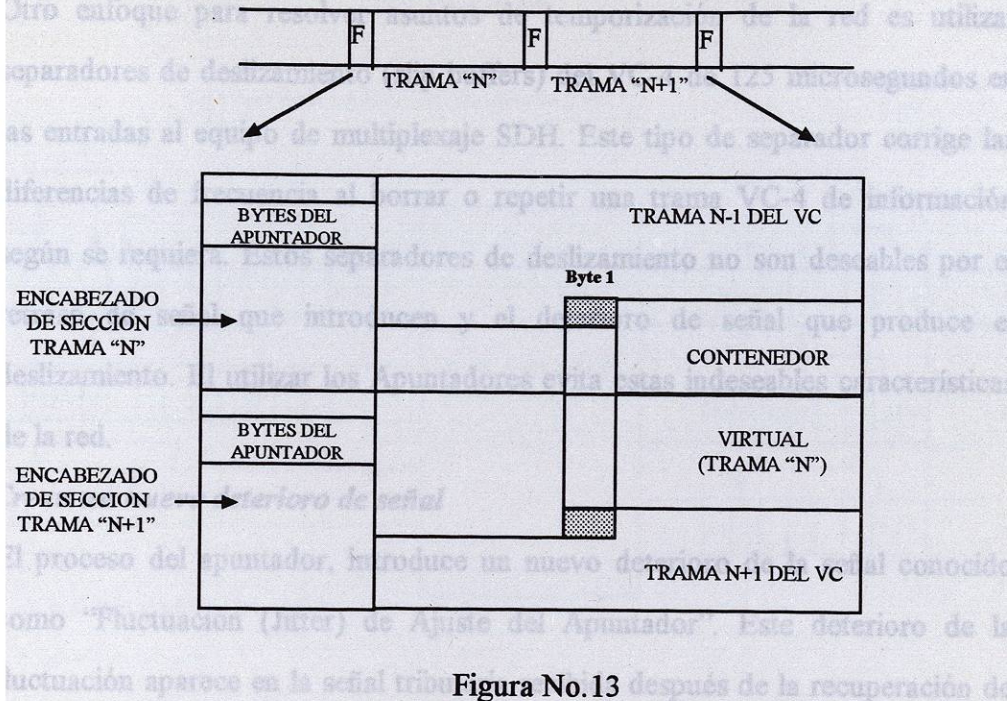 Otro enfoque para resolver asuntos de temporización de la red es utilizar
F F F
separadores de deslizamiento del VC-4 de 125 microsegundos en
TRAMA “N” TRAMA “N+1”
las entradas al equipo de multiplexaje SDH. Este tipo de separador corrige las
diferencias de frecuencia al borrar o repetir una trama VC-4 de información
BYTES DEL
APUNTADOR
TRAMA N-1 DEL VC
según se requiera. Estos separadores de deslizamiento no son deseables por el
Byte 1
ENCABEZADO
DE SECCION
TRAMA “N”
de señal que introducen y el de señal que produce el
CONTENEDOR
deslizamiento. El utilizar los Apuntadores evita estas indeseables características
de la red.
BYTES DEL
APUNTADOR
VIRTUAL
(TRAMA “N”)
ENCABEZADO
DE SECCION
TRAMA “N+1”
deterioro de señal
El proceso del apuntador, introduce un nuevo deterioro de la señal conocido
TRAMA N+1 DEL VC
como “Fluctuación (Jitter) de Ajuste del Apuntador”. Este deterioro de la
fluctuación aparece en la señal después de la recuperación de
Figura No.13